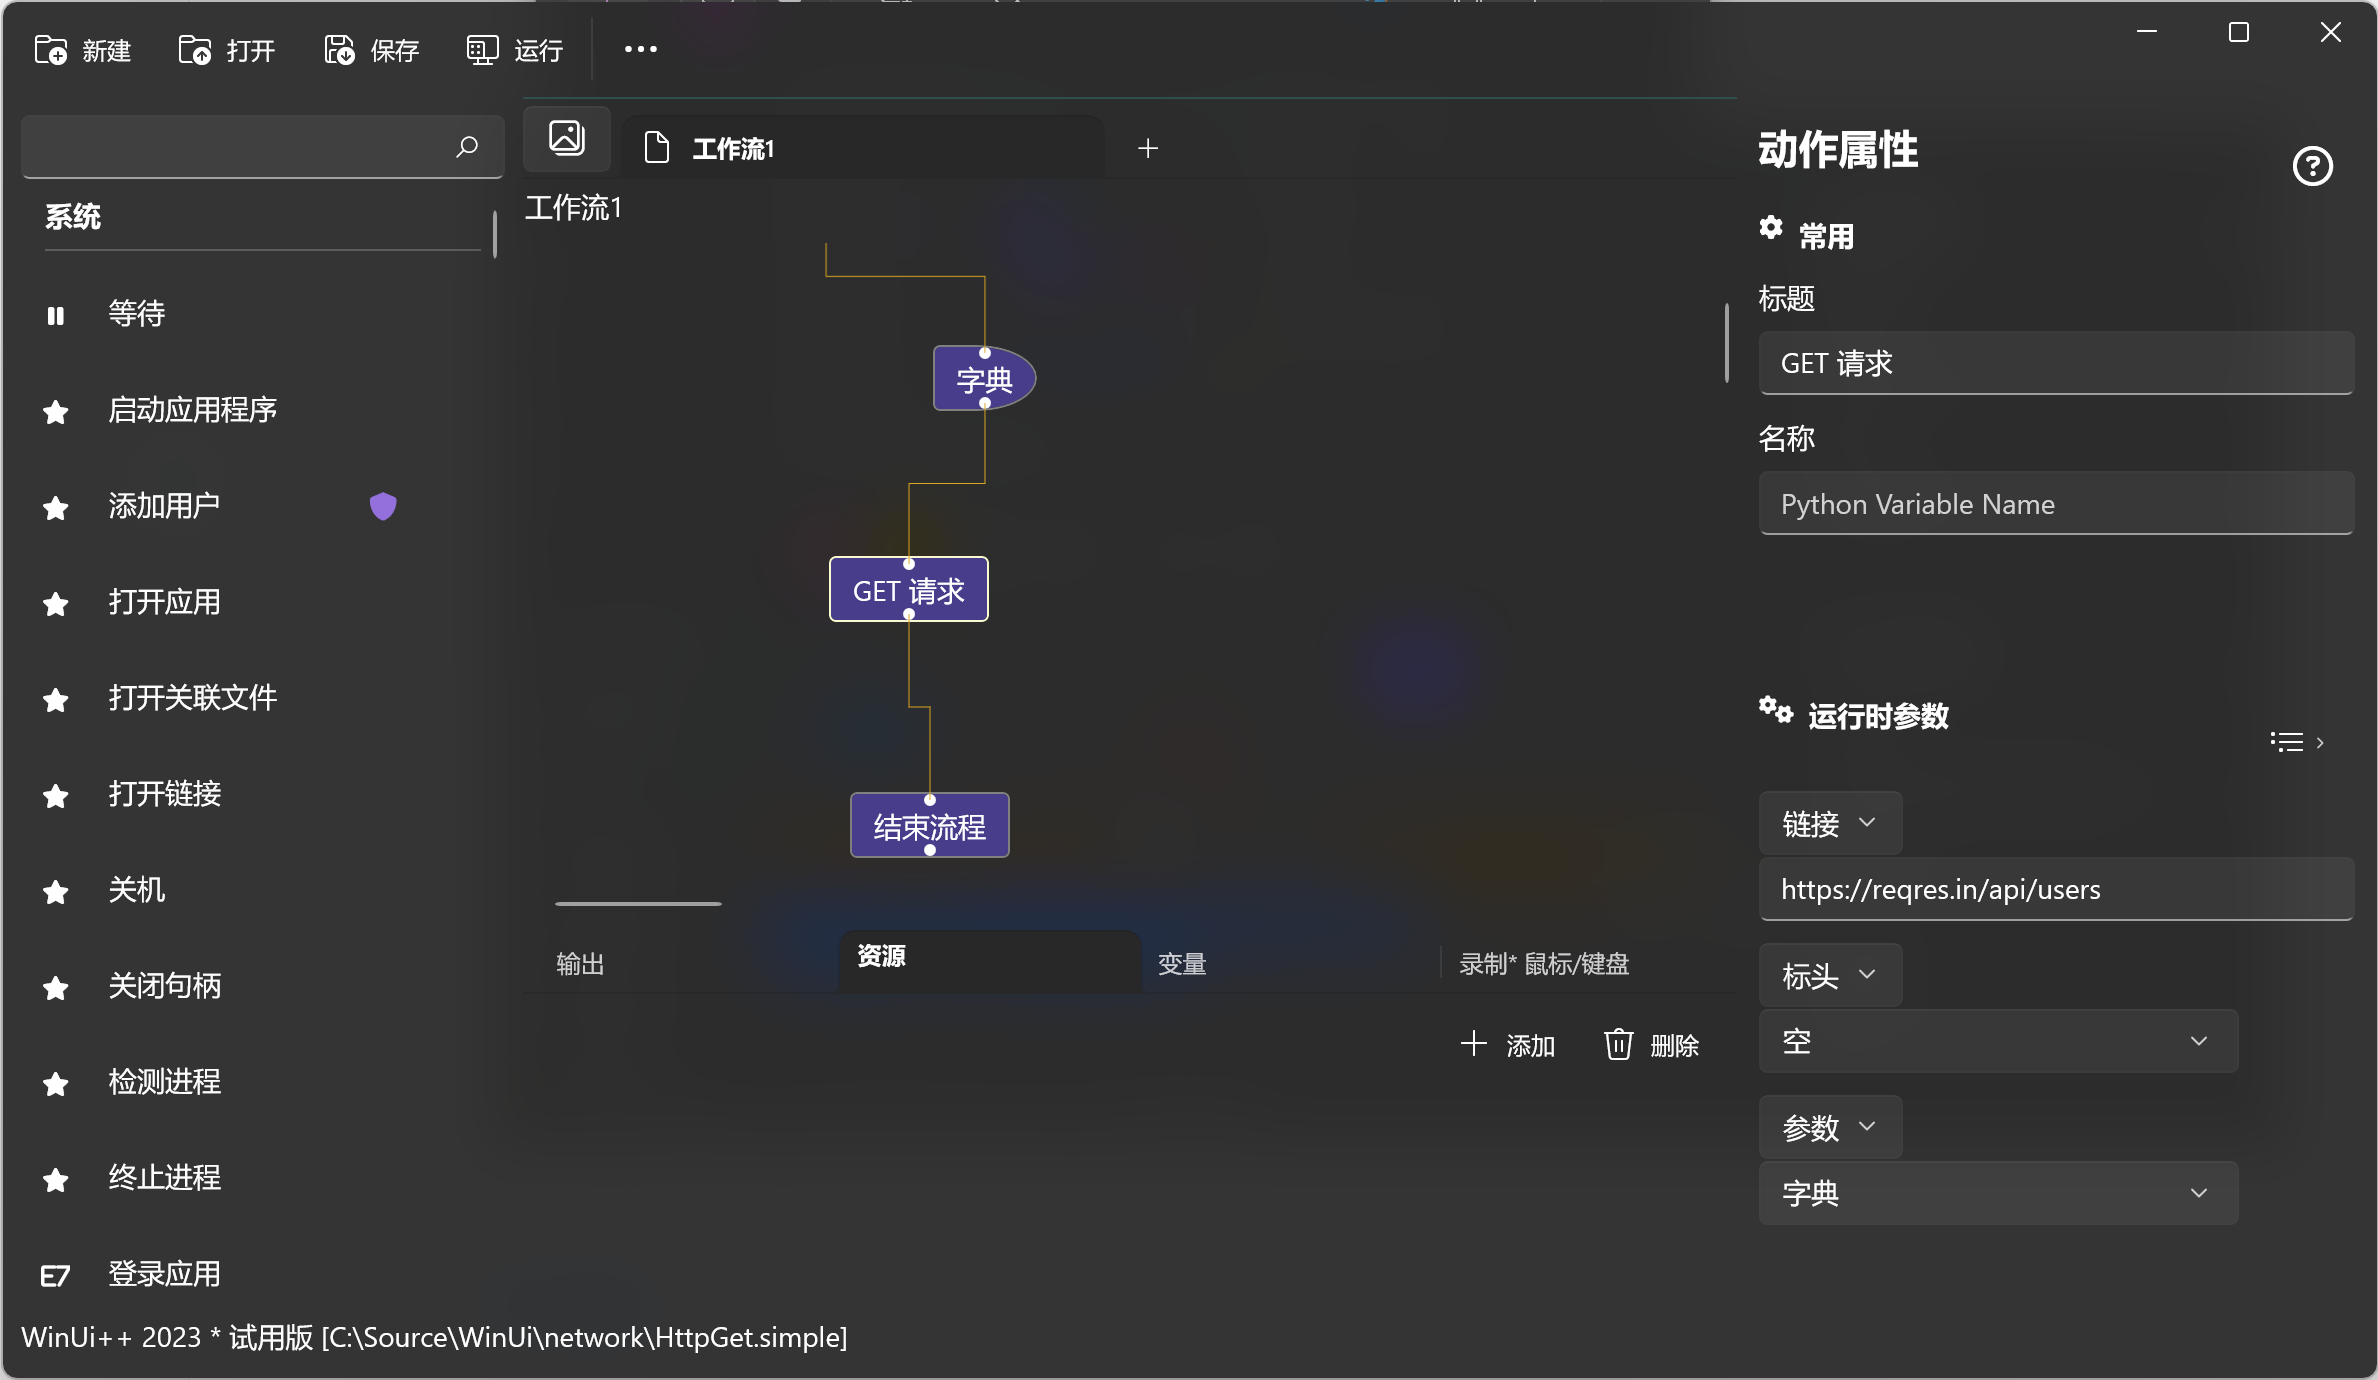 新建
打开
保存
运行
系统
等待
启动应用程序
添加用户
打开应用
打开关联文件
打开链接
关机
关闭句柄
检测进程
终止进程
E7 登录应用
工作流1
工作流1
字典
GET 请求
结束流程
输出
资源
变量
录制* 鼠标/键盘
添加
删除
动作属性
常用
标题
GET 请求
名称
Python Variable Name
运行时参数
链接
https://reqres.in/api/users
标头
空
参数
字典
WinUi++ 2023 * 试用版 [C:\Source\WinUi\network\HttpGet.simple]